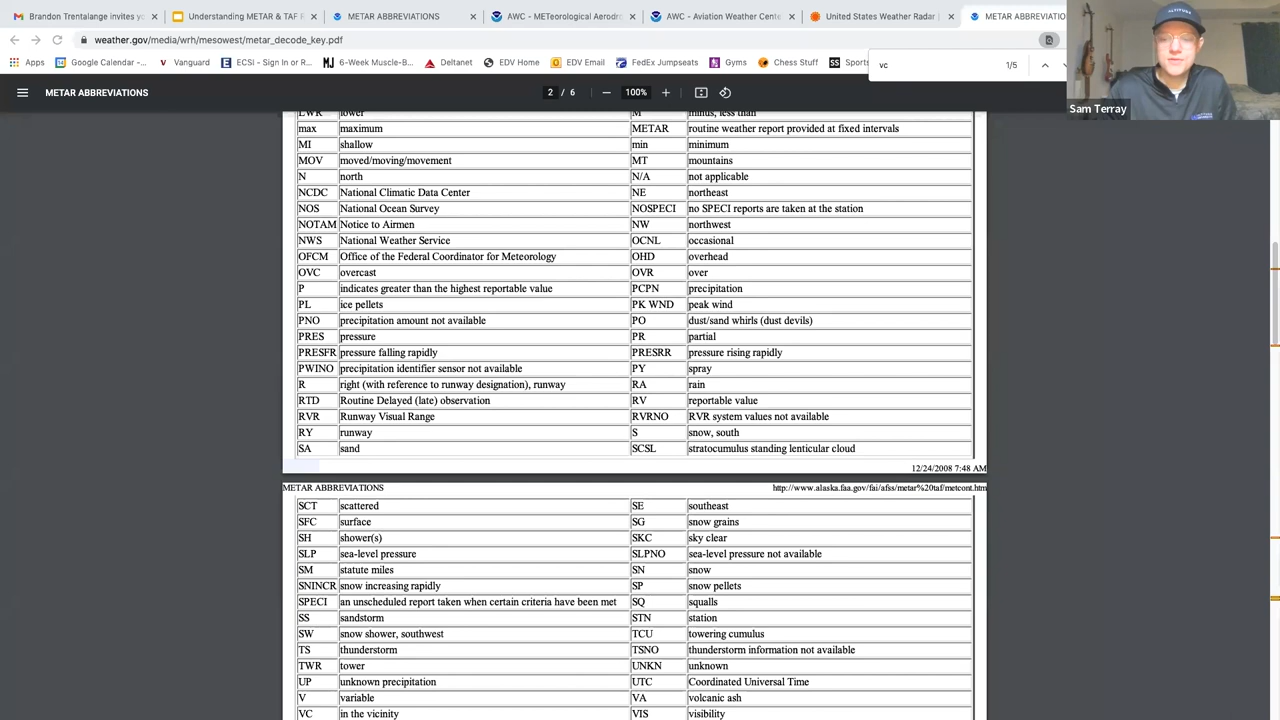 Brandon Trentalange invites y
Understanding METAR & TAF F
METAR ABBREVIATIONS
AWC - METeorological Aerodro
AWC - Aviation Weather Cente
United States Weather Radar
METAR ABBREVIATIONS
weather.gov/media/wrh/mesowest/metar_decode_key.pdf
Apps
Google Calendar -...
Vanguard
ECSi - Sign In or R...
6-Week Muscle-B...
Deltanet
EDV Home
EDV Email
FedEx Jumpseats
Gyms
Chess Stuff
Sports
vc
1/5
METAR ABBREVIATIONS
2 / 6
100%
Sam Terray
LWR lower M minus, less than
max maximum METAR routine weather report provided at fixed intervals
MI shallow min minimum
MOV moved/moving/movement MT mountains
N north N/A not applicable
NCDC National Climatic Data Center NE northeast
NOS National Ocean Survey NOSPECI no SPECI reports are taken at the station
NOTAM Notice to Airmen NW northwest
NWS National Weather Service OCNL occasional
OFCM Office of the Federal Coordinator for Meteorology OHD overhead
OVC overcast OVR over
P indicates greater than the highest reportable value PCPN precipitation
PL ice pellets PK WND peak wind
PNO precipitation amount not available PO dust/sand whirls (dust devils)
PRES pressure PR partial
PRESFR pressure falling rapidly PRESRR pressure rising rapidly
PWINO precipitation identifier sensor not available PY spray
R right (with reference to runway designation), runway RA rain
RTD Routine Delayed (late) observation RV reportable value
RVR Runway Visual Range RVRNO RVR system values not available
RY runway S snow, south
SA sand SCSL stratocumulus standing lenticular cloud
12/24/2008 7:48 AM
METAR ABBREVIATIONS http://www.alaska.faa.gov/fai/afss/metar%20taf/metcont.htm
SCT scattered SE southeast
SFC surface SG snow grains
SH shower(s) SKC sky clear
SLP sea-level pressure SLPNO sea-level pressure not available
SM statute miles SN snow
SNINCR snow increasing rapidly SP snow pellets
SPECI an unscheduled report taken when certain criteria have been met SQ squalls
SS sandstorm STN station
SW snow shower, southwest TCU towering cumulus
TS thunderstorm TSNO thunderstorm information not available
TWR tower UNKN unknown
UP unknown precipitation UTC Coordinated Universal Time
V variable VA volcanic ash
VC in the vicinity VIS visibility